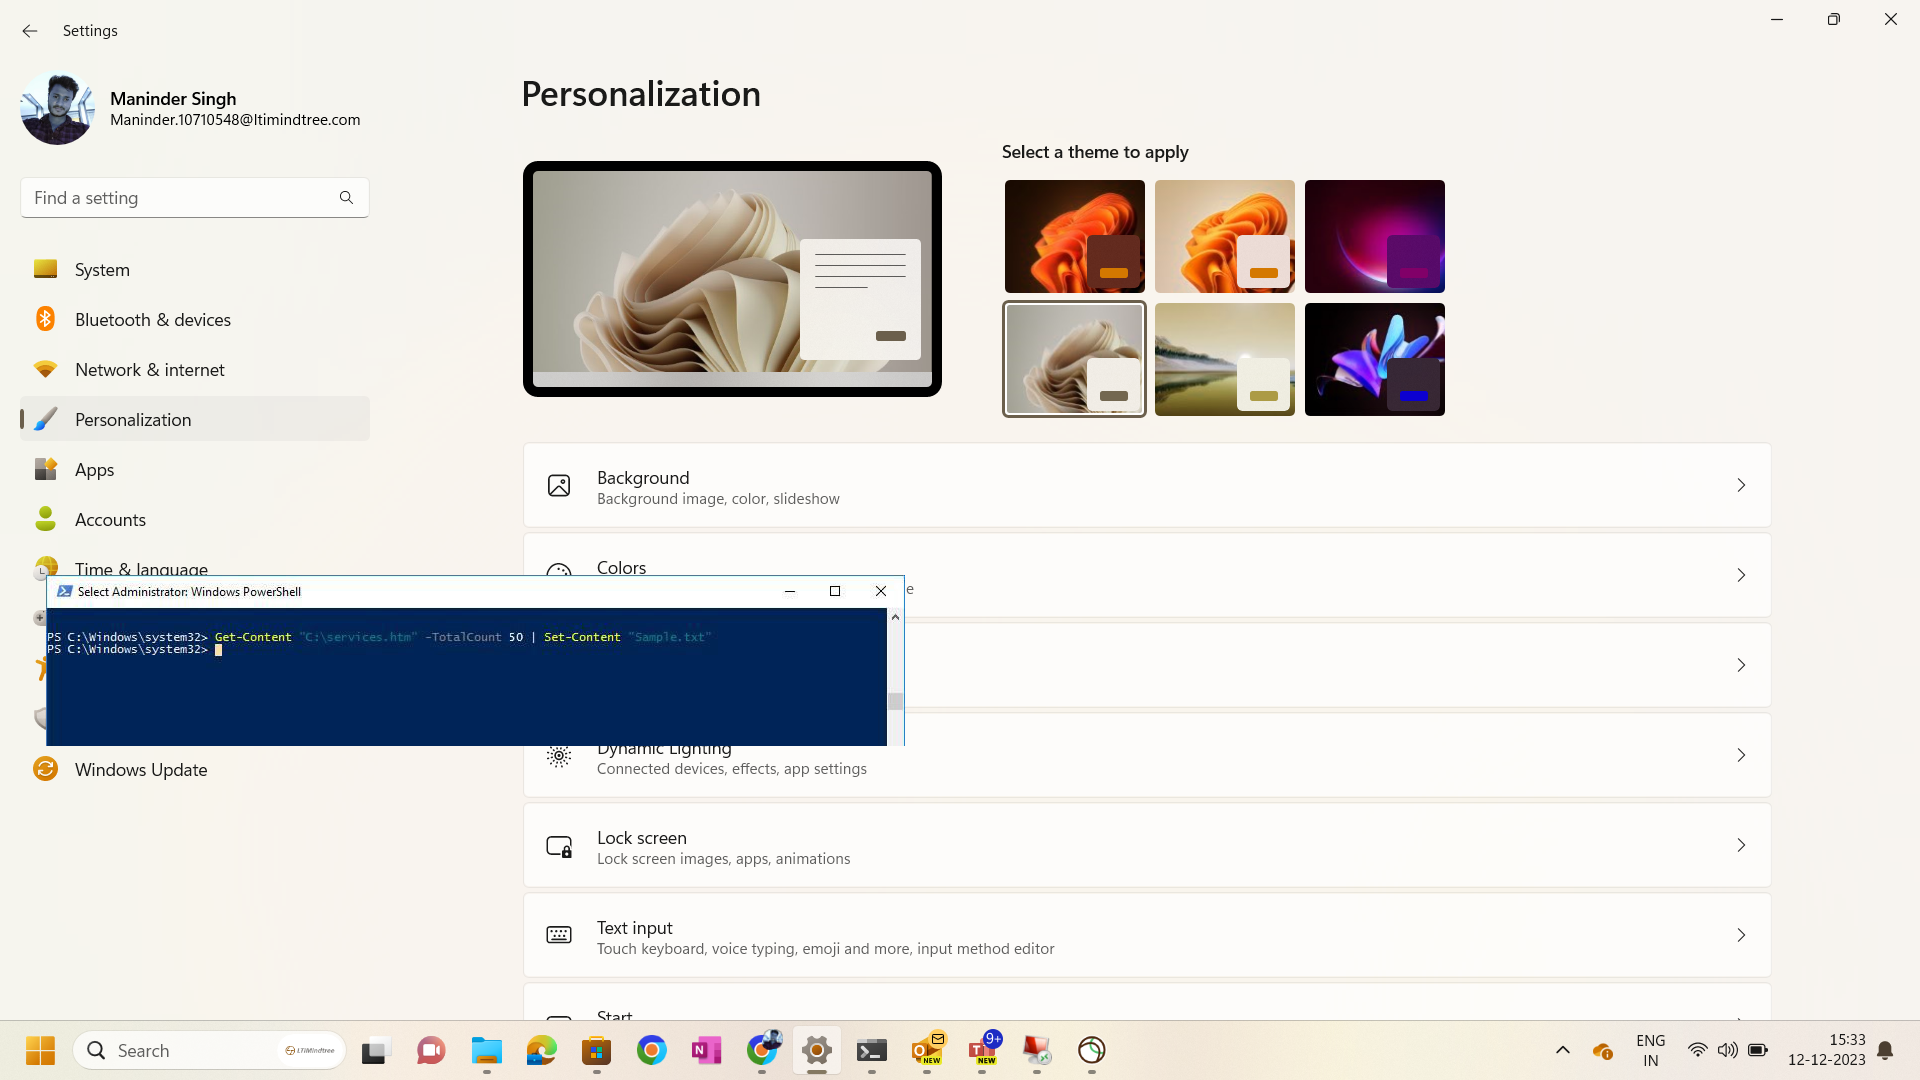 Settings
Maninder Singh
Maninder.10710548@ltimindtree.com
Find a setting
System
Bluetooth & devices
Network & internet
Personalization
Apps
Accounts
Time & language
Windows Update
Personalization
Select a theme to apply
Background
Background image, color, slideshow
Colors
e
Select Administrator: Windows PowerShell
PS C:\Windows\system32> Get-Content "C:\services.htm" -TotalCount 50 | Set-Content "Sample.txt"
PS C:\Windows\system32>
Dynamic Lighting
Connected devices, effects, app settings
Lock screen
Lock screen images, apps, animations
Text input
Touch keyboard, voice typing, emoji and more, input method editor
Start
Search
LTIMindtree
NEW
9+
NEW
ENG
IN
15:33
12-12-2023